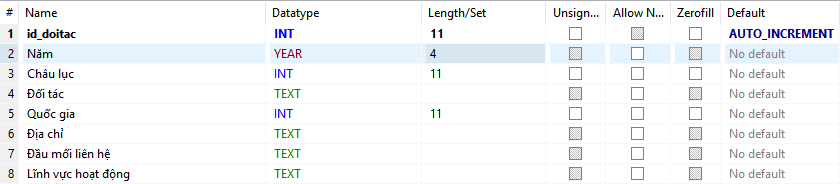 # Name Datatype Length/Set Unsign... Allow N... Zerofill Default
1 id_doitac INT 11 AUTO_INCREMENT
2 Năm YEAR 4 No default
3 Châu lục INT 11 No default
4 Đối tác TEXT No default
5 Quốc gia INT 11 No default
6 Địa chỉ TEXT No default
7 Đầu mối liên hệ TEXT No default
8 Lĩnh vực hoạt động TEXT No default